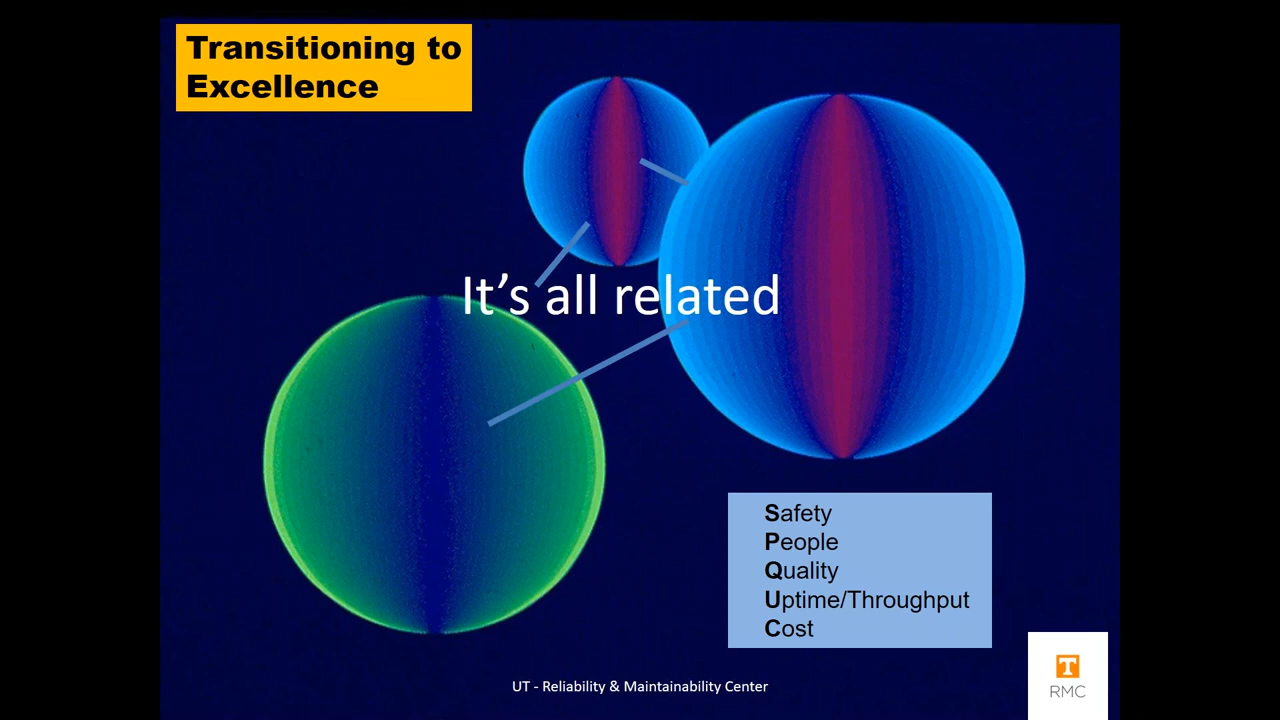 Transitioning to
Excellence
It's all related
Safety
People
Quality
Uptime/Throughput
Cost
UT - Reliability & Maintainability Center
T
RMC